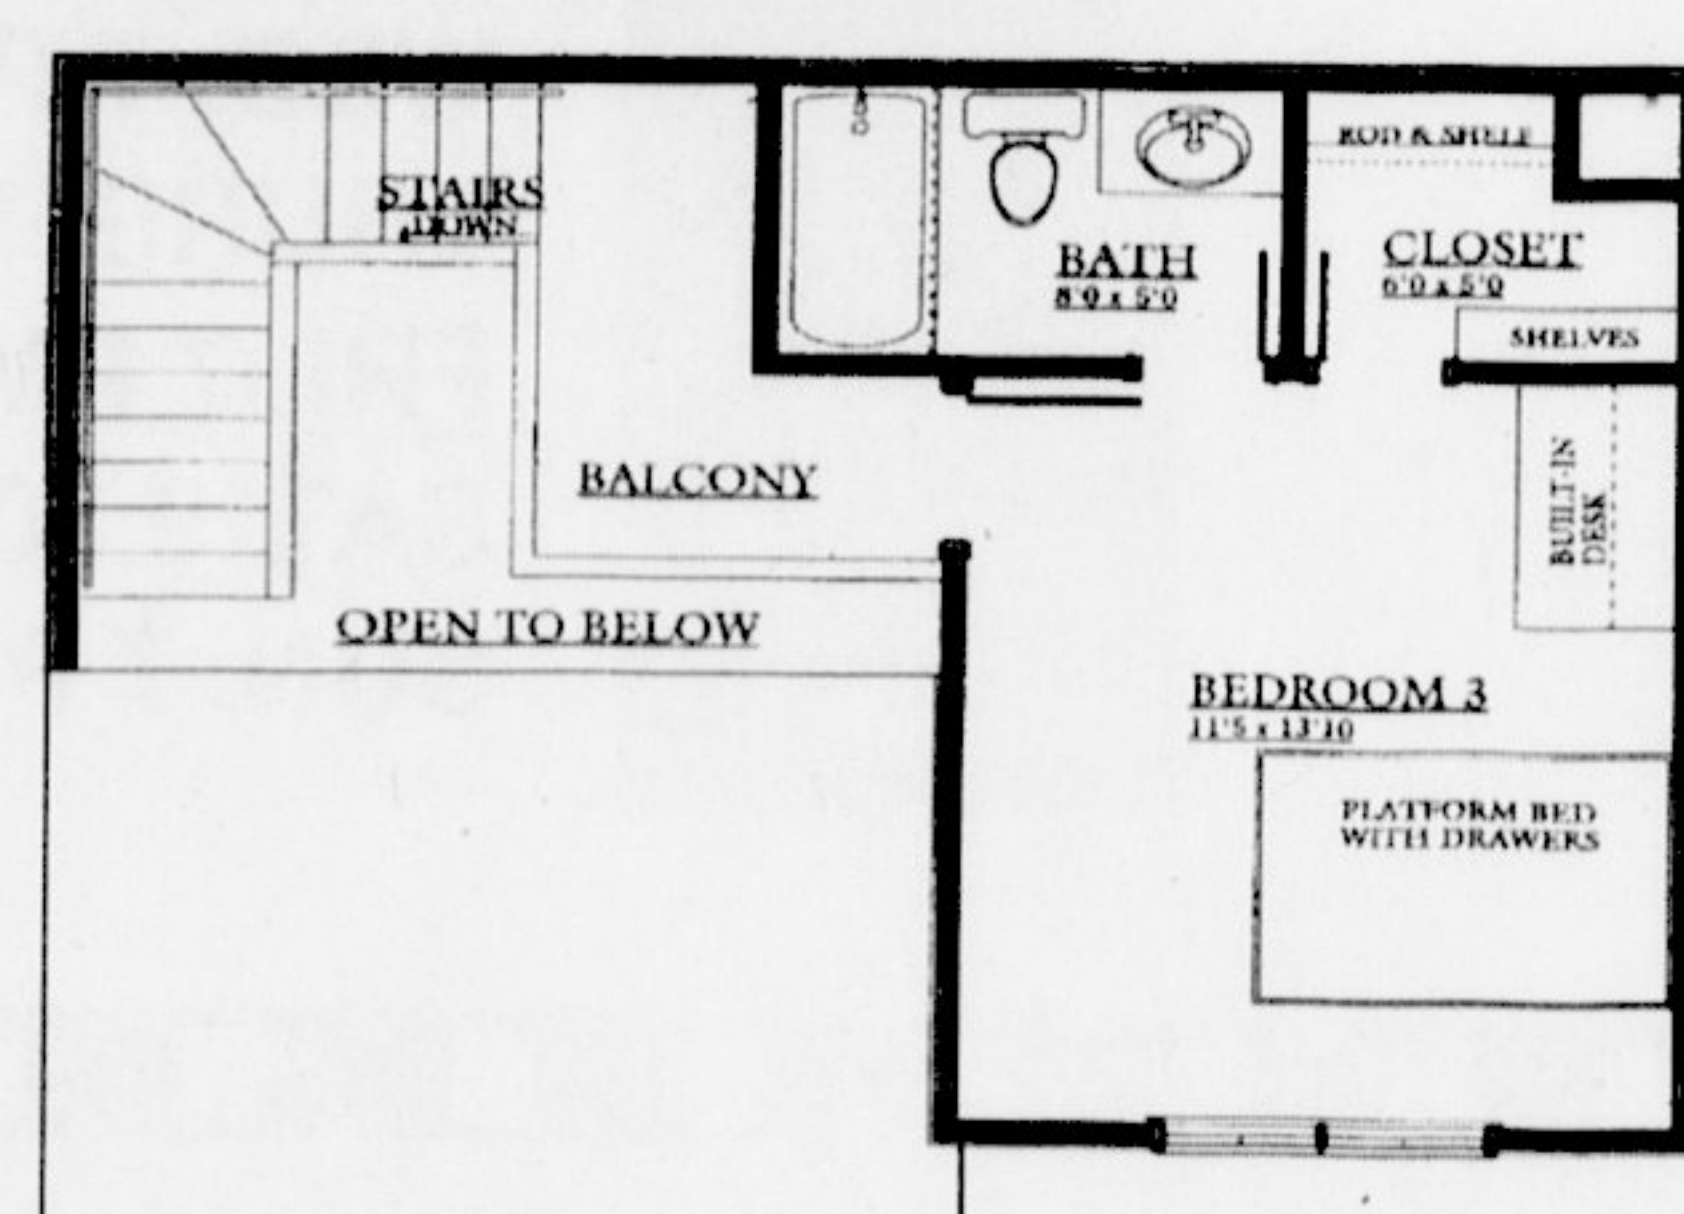 ROD & SHELF
STAIRS
DOWN
BATH
8'0 x 5'0
CLOSET
6'0 x 5'0
SHELVES
BALCONY
BUILT-IN
DESK
OPEN TO BELOW
BEDROOM 3
11'5 x 13'10
PLATFORM BED
WITH DRAWERS